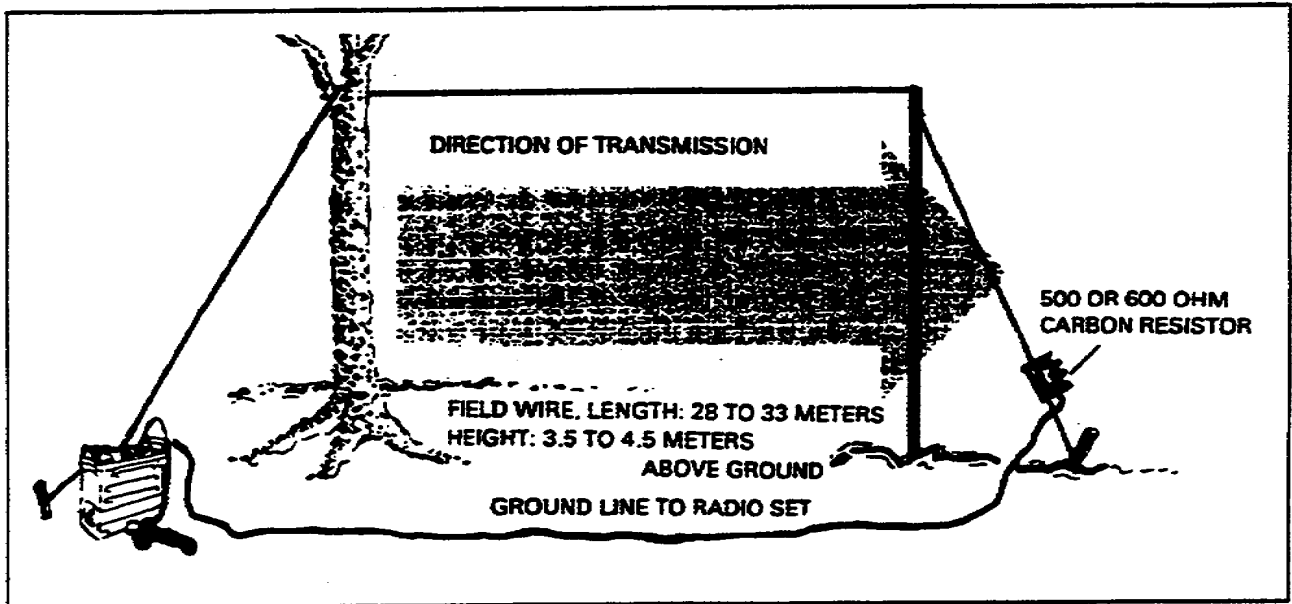 DIRECTION OF TRANSMISSION
500 OR 600 OHM
CARBON RESISTOR
FIELD WIRE, LENGTH: 28 TO 33 METERS
HEIGHT: 3.5 TO 4.5 METERS
ABOVE GROUND
GROUND LINE TO RADIO SET